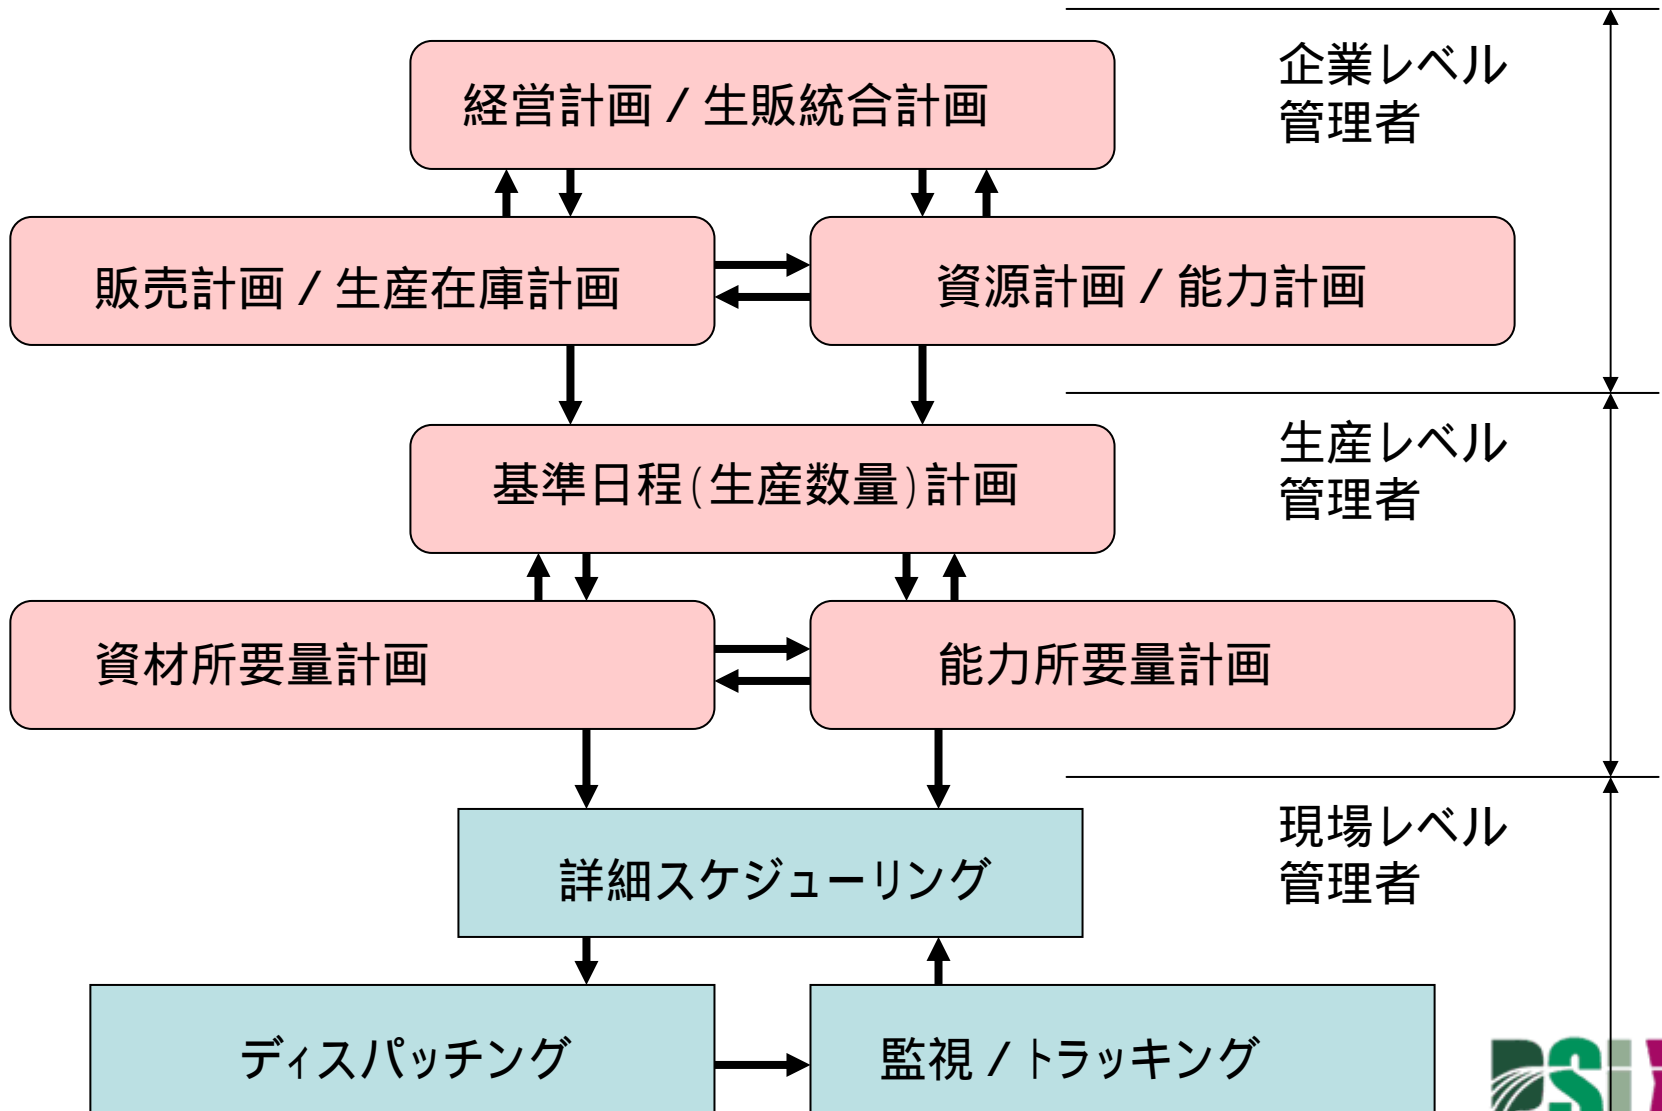 経営計画 / 生販統合計画
企業レベル
管理者
販売計画 / 生産在庫計画
資源計画 / 能力計画
基準日程(生産数量)計画
生産レベル
管理者
資材所要量計画
能力所要量計画
詳細スケジューリング
現場レベル
管理者
ディスパッチング
監視 / トラッキング
PSLX